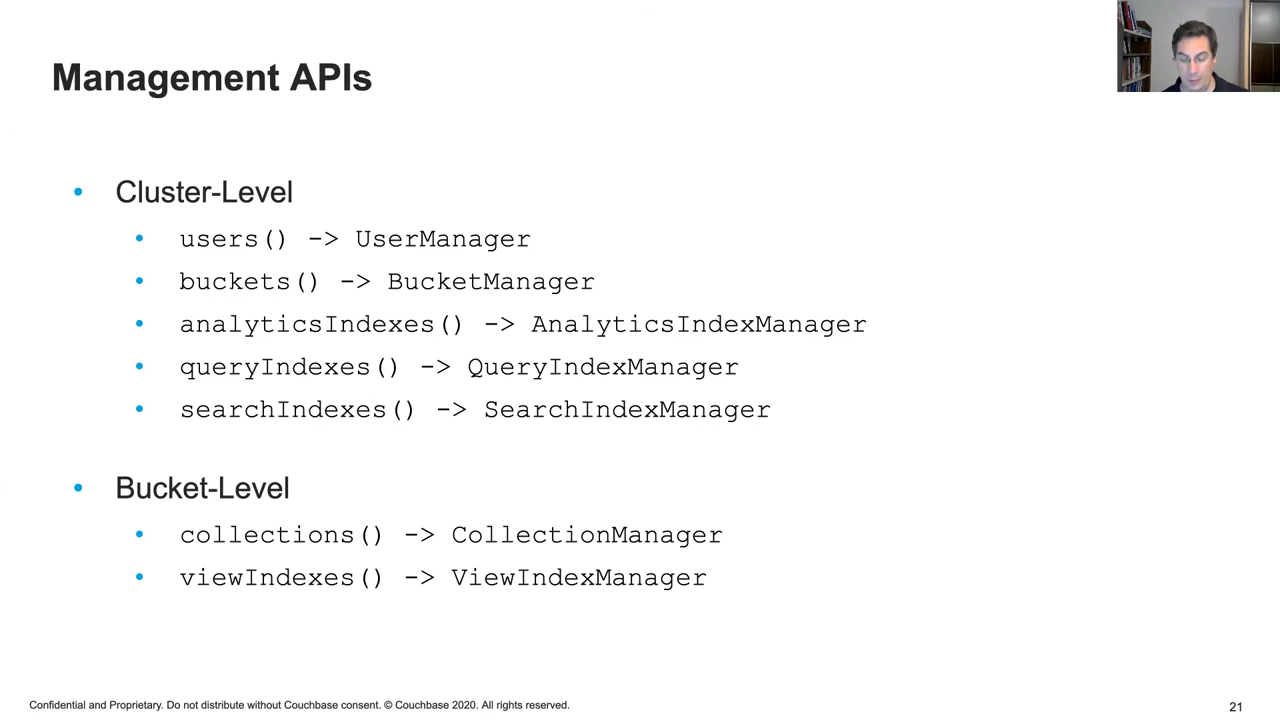 Management APIs
• Cluster-Level
• users() -> UserManager
• buckets() -> BucketManager
• analyticsIndexes() -> AnalyticsIndexManager
• queryIndexes() -> QueryIndexManager
• searchIndexes() -> SearchIndexManager
• Bucket-Level
• collections() -> CollectionManager
• viewIndexes() -> ViewIndexManager
Confidential and Proprietary. Do not distribute without Couchbase consent. © Couchbase 2020. All rights reserved.
21